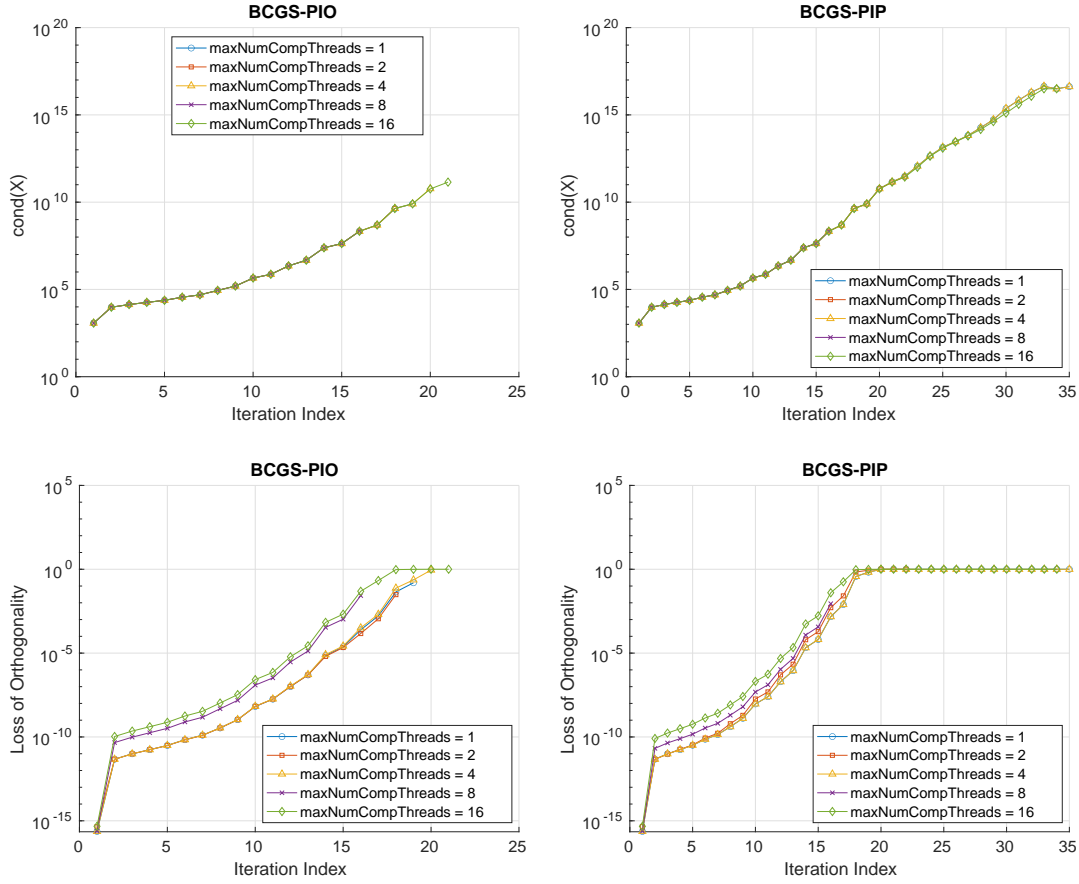 BCGS-PIO
10^20
10^15
10^10
10^5
10^0
cond(X)
maxNumCompThreads = 1
maxNumCompThreads = 2
maxNumCompThreads = 4
maxNumCompThreads = 8
maxNumCompThreads = 16
0 5 10 15 20 25
Iteration Index
BCGS-PIP
10^20
10^15
10^10
10^5
10^0
cond(X)
maxNumCompThreads = 1
maxNumCompThreads = 2
maxNumCompThreads = 4
maxNumCompThreads = 8
maxNumCompThreads = 16
0 5 10 15 20 25 30 35
Iteration Index
BCGS-PIO
10^5
10^0
10^-5
10^-10
10^-15
Loss of Orthogonality
maxNumCompThreads = 1
maxNumCompThreads = 2
maxNumCompThreads = 4
maxNumCompThreads = 8
maxNumCompThreads = 16
0 5 10 15 20 25
Iteration Index
BCGS-PIP
10^5
10^0
10^-5
10^-10
10^-15
Loss of Orthogonality
maxNumCompThreads = 1
maxNumCompThreads = 2
maxNumCompThreads = 4
maxNumCompThreads = 8
maxNumCompThreads = 16
0 5 10 15 20 25 30 35
Iteration Index